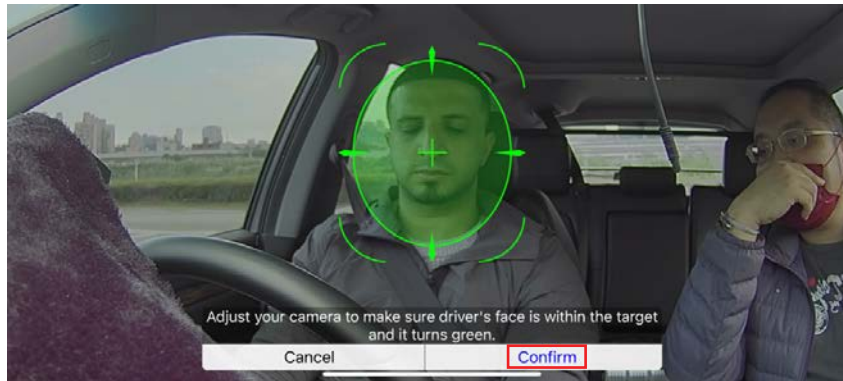 Adjust your camera to make sure driver's face is within the target
and it turns green.
Cancel
Confirm